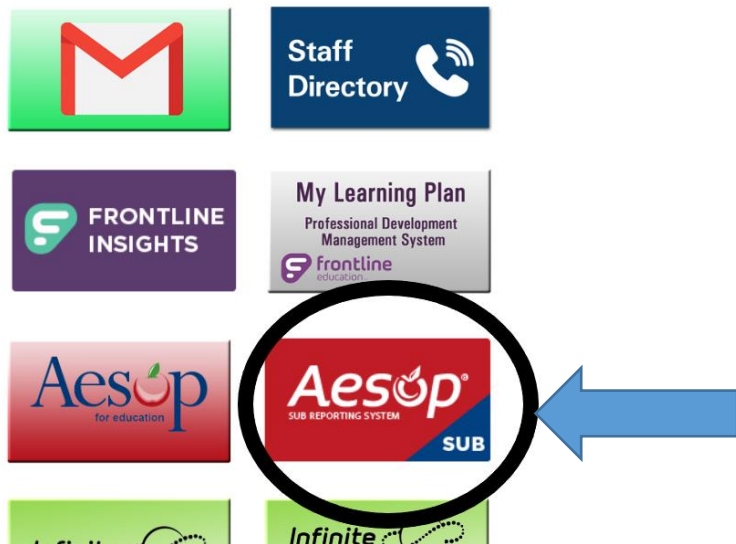 Staff
Directory
FRONTLINE
INSIGHTS
My Learning Plan
Professional Development
Management System
frontline
education
Aesop
for education
Aesop®
SUB REPORTING SYSTEM
SUB
Infinite
Infinite